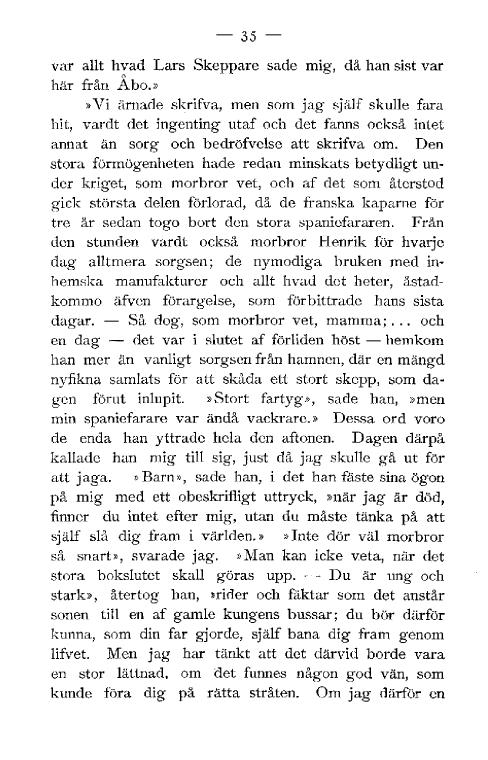 — 35 —
var allt hvad Lars Skeppare sade mig, då han sist var
här från Åbo.»
»Vi ärnade skrifva, men som jag själf skulle fara
hit, vardt det ingenting utaf och det fanns också intet
annat än sorg och bedröfvelse att skrifva om. Den
stora förmögenheten hade redan minskats betydligt un-
der kriget, som morbror vet, och af det som återstod
gick största delen förlorad, då de franska kaparne för
tre år sedan togo bort den stora spaniefararen. Från
den stunden vardt också morbror Henrik för hvarje
dag alltmera sorgsen; de nymodiga bruken med in-
hemska manufakturer och allt hvad det heter, åstad-
kommo äfven förargelse, som förbittrade hans sista
dagar. — Så dog, som morbror vet, mamma; ... och
en dag — det var i slutet af förliden höst — hemkom
han mer än vanligt sorgsen från hamnen, där en mängd
nyfikna samlats för att skåda ett stort skepp, som da-
gen förut inlupit. »Stort fartyg», sade han, »men
min spaniefarare var ändå vackrare.» Dessa ord voro
de enda han yttrade hela den aftonen. Dagen därpå
kallade han mig till sig, just då jag skulle gå ut för
att jaga. »Barn», sade han, i det han fäste sina ögon
på mig med ett obeskrifligt uttryck, »när jag är död,
finner du intet efter mig, utan du måste tänka på att
själf slå dig fram i världen.» »Inte dör väl morbror
så snart», svarade jag. »Man kan icke veta, när det
stora bokslutet skall göras upp. — Du är ung och
stark», återtog han, »rider och fäktar som det anstår
sonen till en af gamle kungens bussar; du bör därför
kunna, som din far gjorde, själf bana dig fram genom
lifvet. Men jag har tänkt att det därvid borde vara
en stor lättnad, om det funnes någon god vän, som
kunde föra dig på rätta stråten. Om jag därför en